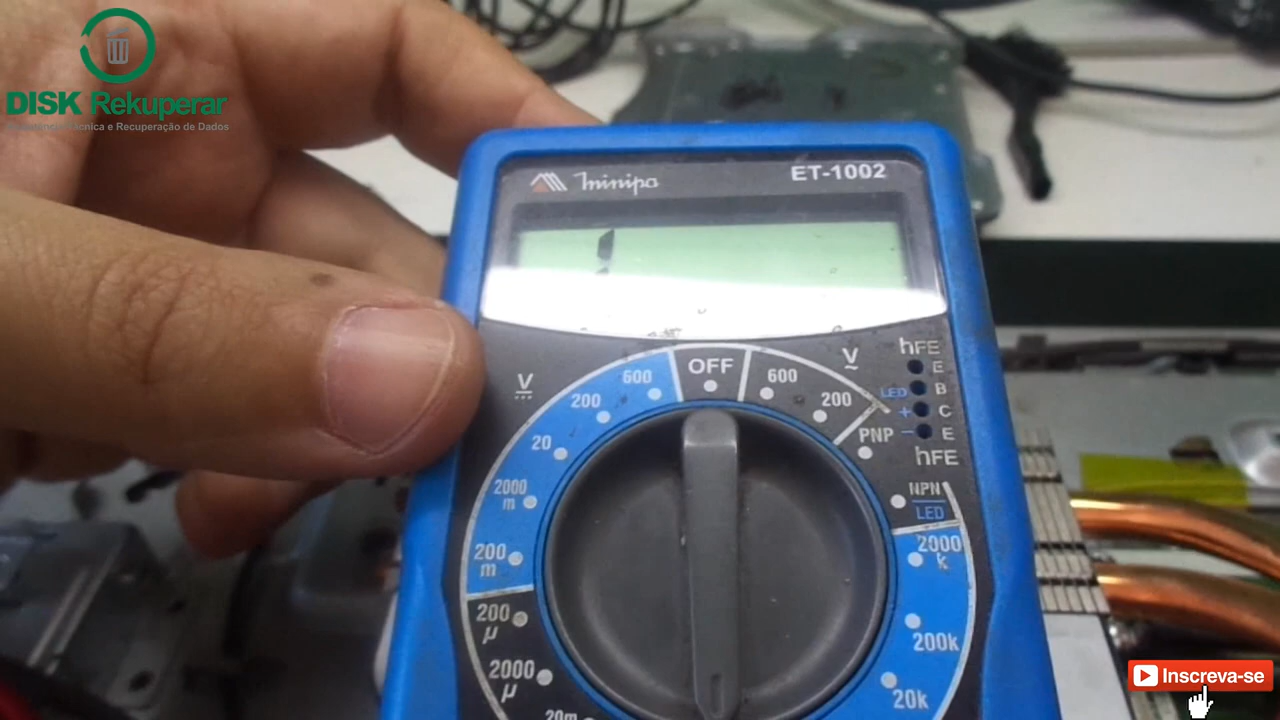 DISK Rekuperar
Assistência Técnica e Recuperação de Dados
minipa
ET-1002
1
OFF
V
600
200
20
2000
m
200
m
200
µ
2000
µ
20m
V
~
600
200
hFE
E
LED B
+ C
PNP - E
hFE
NPN
LED
2000
k
200k
20k
Inscreva-se